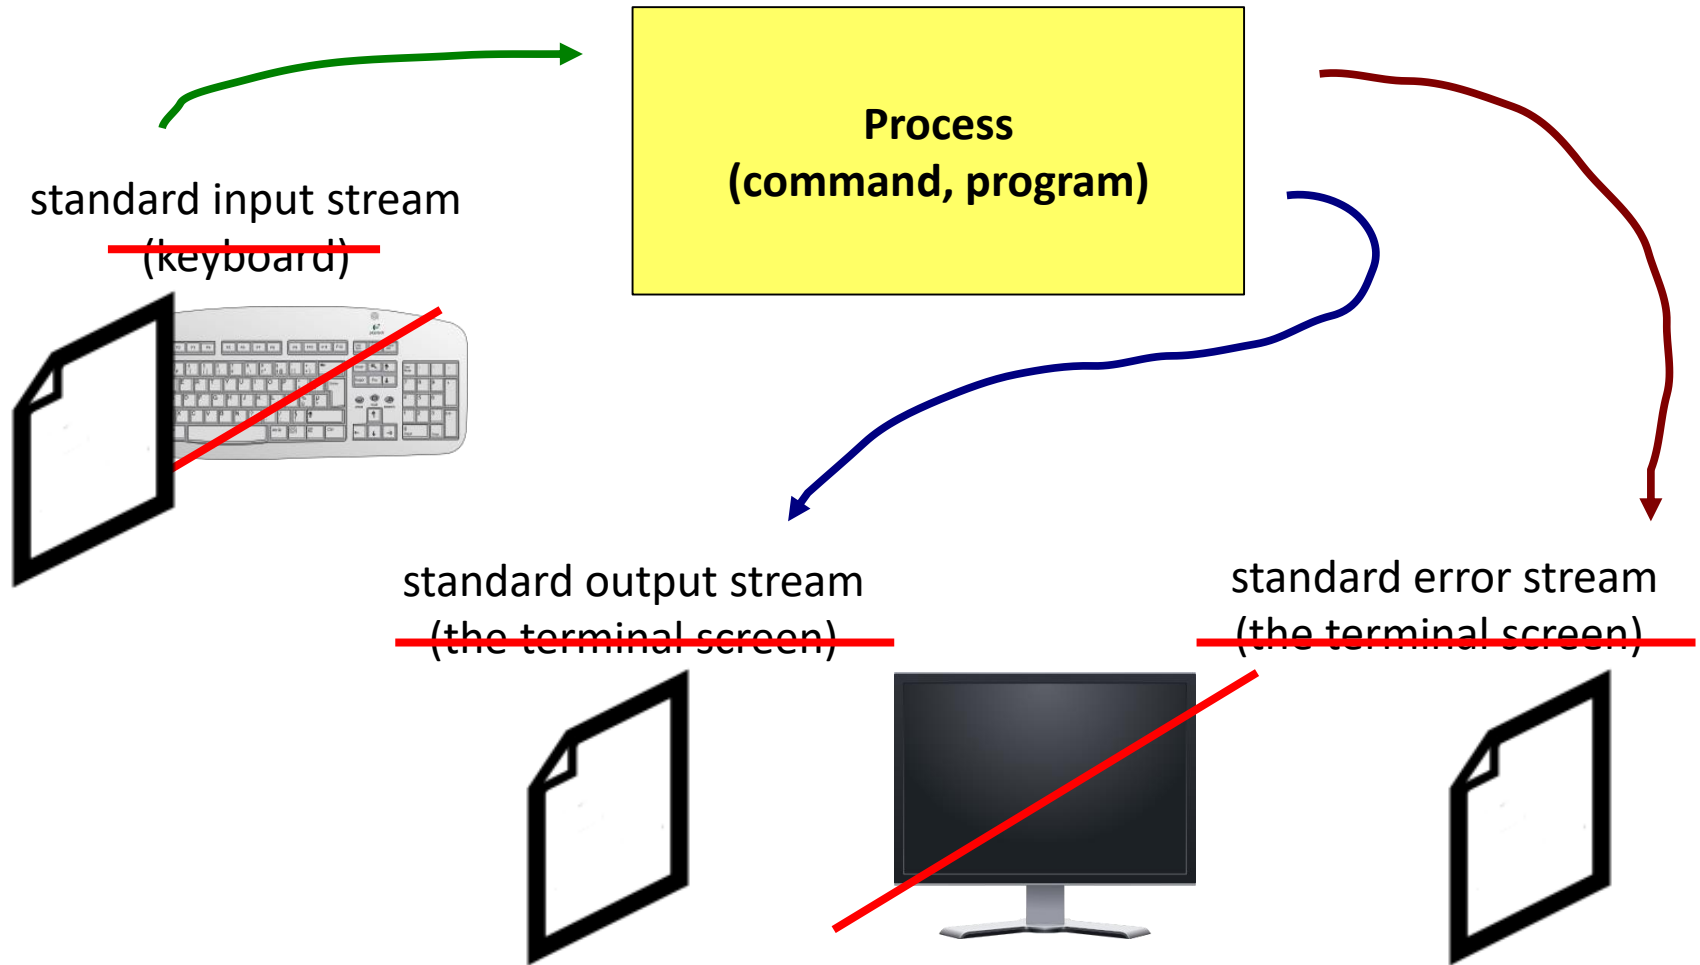 Process
(command, program)
standard input stream
(keyboard)
standard output stream
(the terminal screen)
standard error stream
(the terminal screen)